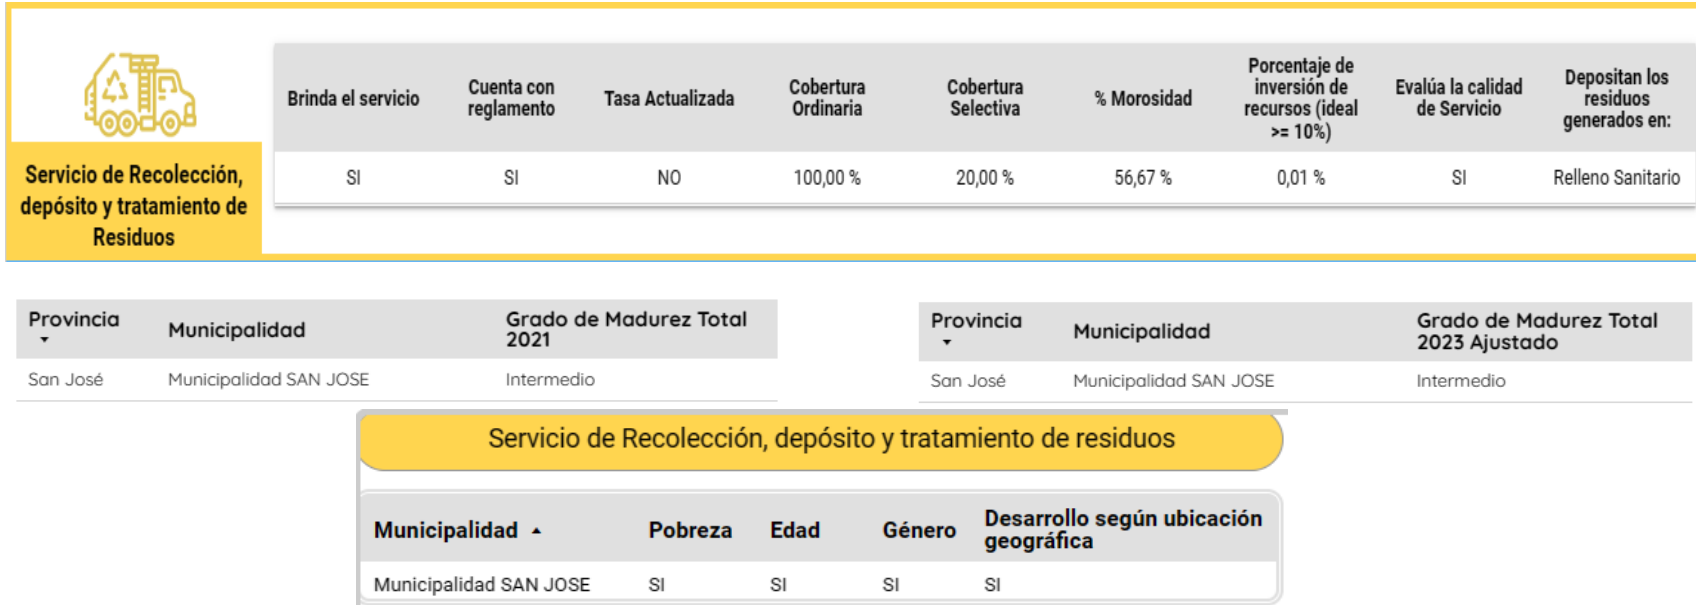 Servicio de Recolección,
depósito y tratamiento de
Residuos
Brinda el servicio
Cuenta con
reglamento
Tasa Actualizada
Cobertura
Ordinaria
Cobertura
Selectiva
% Morosidad
Porcentaje de
inversión de
recursos (ideal
>= 10%)
Evalúa la calidad
de Servicio
Depositan los
residuos
generados en:
SI
SI
NO
100,00 %
20,00 %
56,67 %
0,01 %
SI
Relleno Sanitario
Provincia
Municipalidad
Grado de Madurez Total
2021
San José
Municipalidad SAN JOSE
Intermedio
Provincia
Municipalidad
Grado de Madurez Total
2023 Ajustado
San José
Municipalidad SAN JOSE
Intermedio
Servicio de Recolección, depósito y tratamiento de residuos
Municipalidad
Pobreza
Edad
Género
Desarrollo según ubicación
geográfica
Municipalidad SAN JOSE
SI
SI
SI
SI